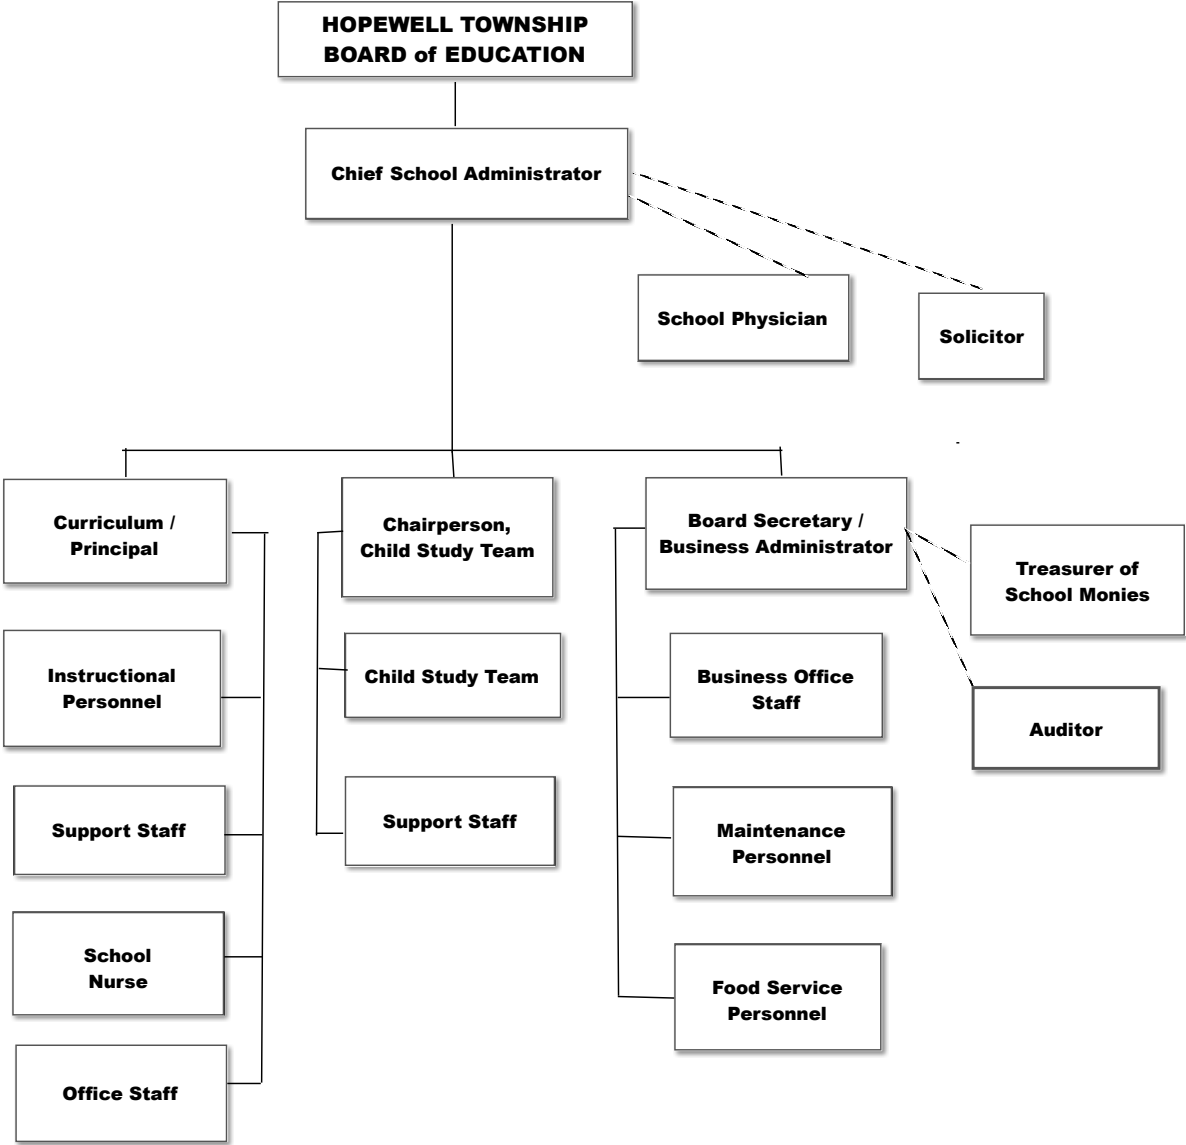 HOPEWELL TOWNSHIP
BOARD of EDUCATION
Chief School Administrator
School Physician
Solicitor
Curriculum /
Principal
Chairperson,
Child Study Team
Board Secretary /
Business Administrator
Treasurer of
School Monies
Instructional
Personnel
Child Study Team
Business Office
Staff
Auditor
Support Staff
Support Staff
Maintenance
Personnel
School
Nurse
Food Service
Personnel
Office Staff